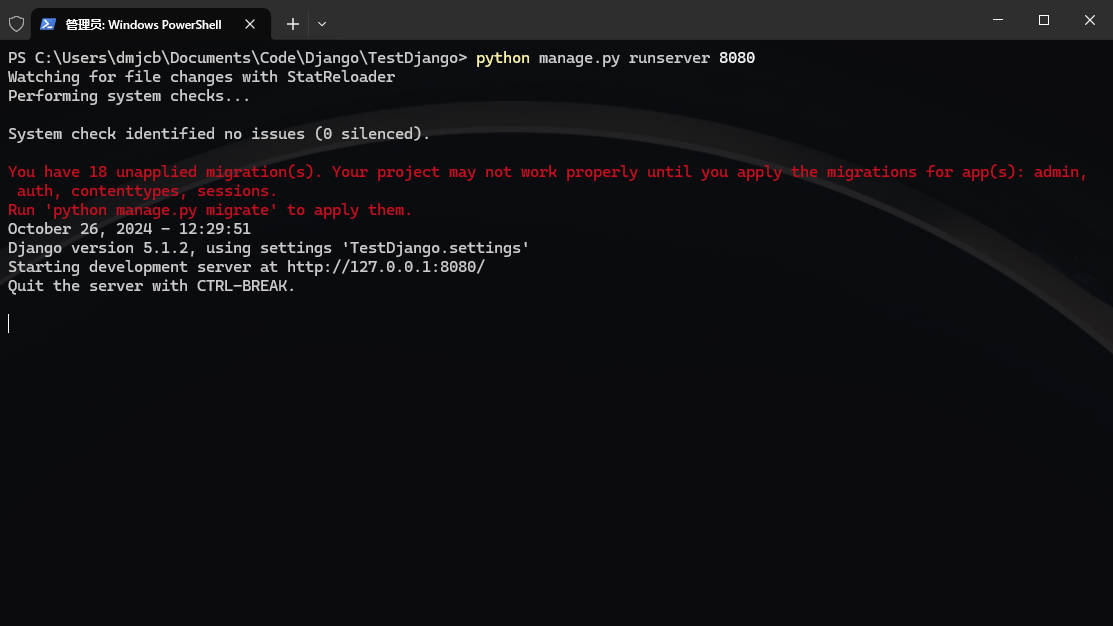 管理员: Windows PowerShell
PS C:\Users\dmjcb\Documents\Code\Django\TestDjango> python manage.py runserver 8080
Watching for file changes with StatReloader
Performing system checks...
System check identified no issues (0 silenced).
You have 18 unapplied migration(s). Your project may not work properly until you apply the migrations for app(s): admin,
auth, contenttypes, sessions.
Run 'python manage.py migrate' to apply them.
October 26, 2024 - 12:29:51
Django version 5.1.2, using settings 'TestDjango.settings'
Starting development server at http://127.0.0.1:8080/
Quit the server with CTRL-BREAK.